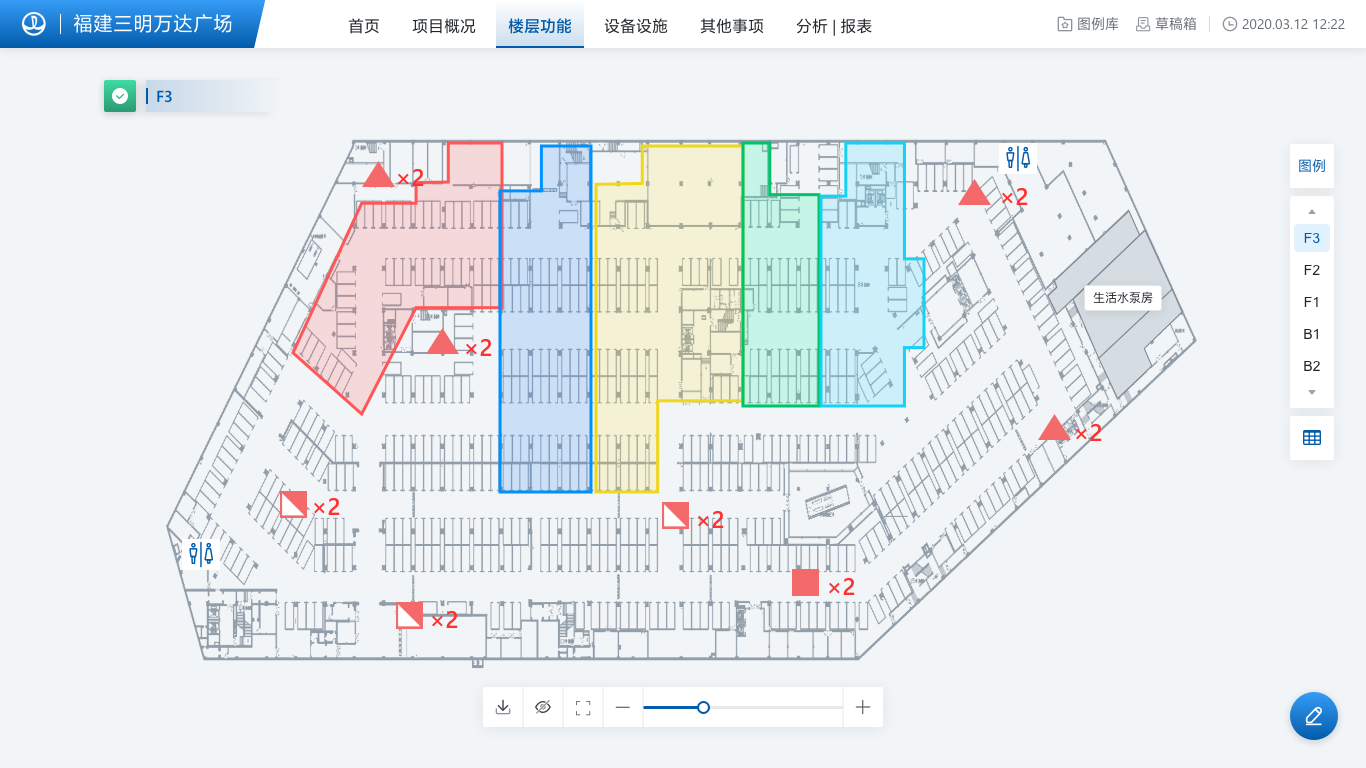 福建三明万达广场
首页
项目概况
楼层功能
设备设施
其他事项
分析 | 报表
图例库
草稿箱
2020.03.12 12:22
F3
×2
×2
图例
F3
F2
F1
B1
B2
生活水泵房
×2
×2
×2
×2
×2
×2